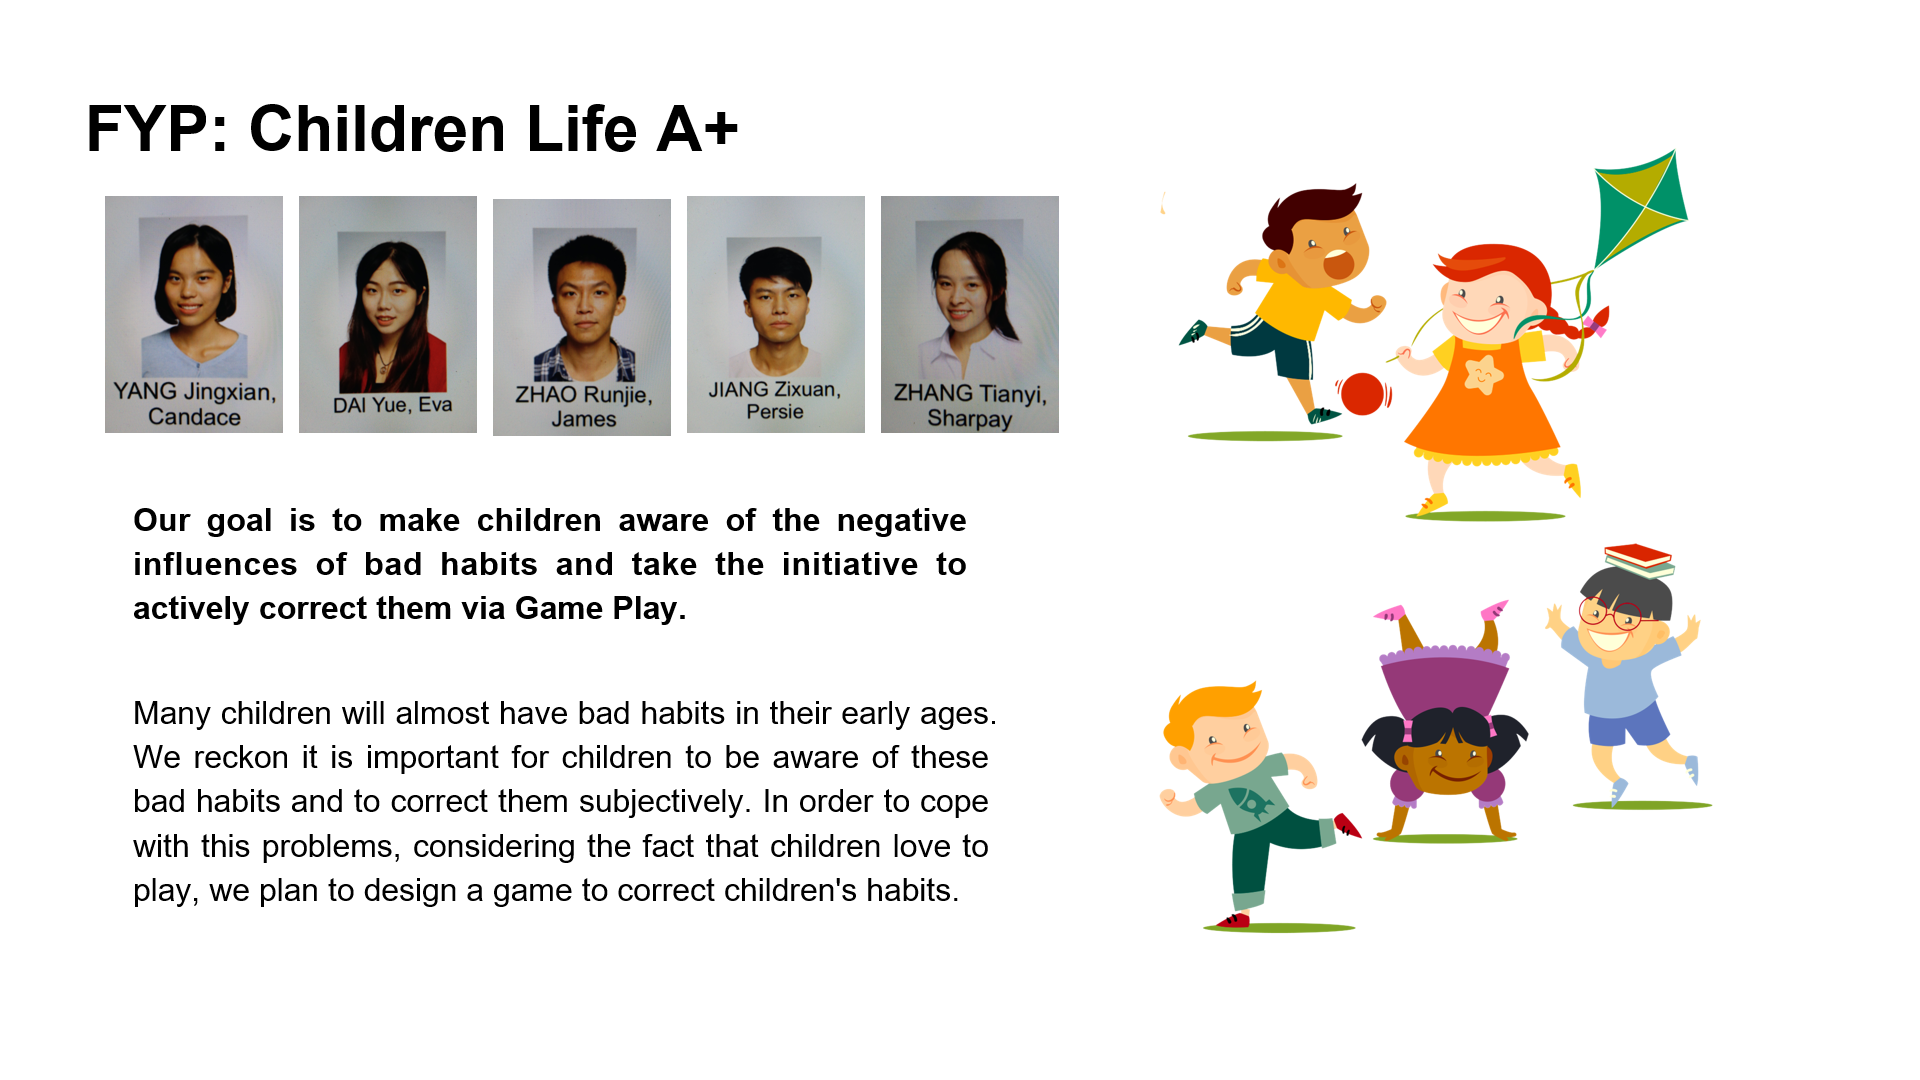 FYP: Children Life A+
YANG Jingxian,
Candace
DAI Yue, Eva
ZHAO Runjie,
James
JIANG Zixuan,
Persie
ZHANG Tianyi,
Sharpay
Our goal is to make children aware of the negative
influences of bad habits and take the initiative to
actively correct them via Game Play.
Many children will almost have bad habits in their early ages.
We reckon it is important for children to be aware of these
bad habits and to correct them subjectively. In order to cope
with this problems, considering the fact that children love to
play, we plan to design a game to correct children's habits.